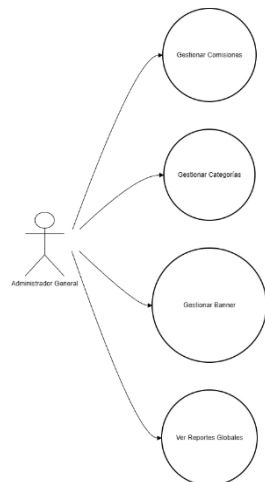 Gestionar Comisiones
Gestionar Categorías
Administrador General
Gestionar Banner
Ver Reportes Globales